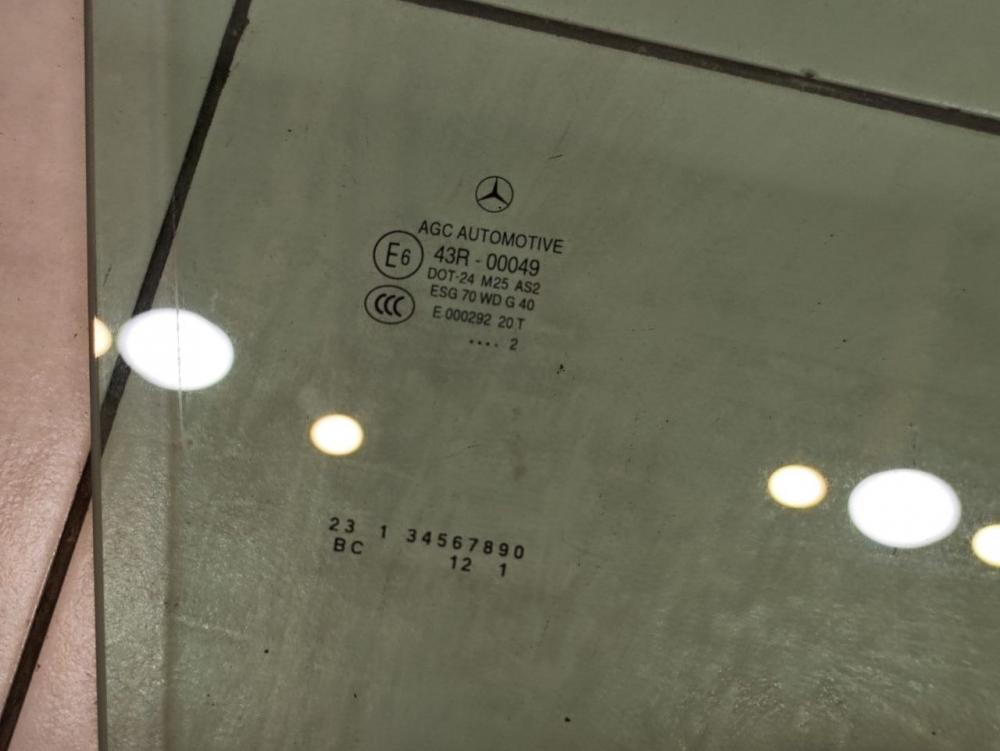 AGC AUTOMOTIVE
E6 43R - 00049
DOT-24 M25 AS2
ESG 70 WD G 40
CCC E 000292 20 T
.... 2
23 1 34567890
BC 12 1